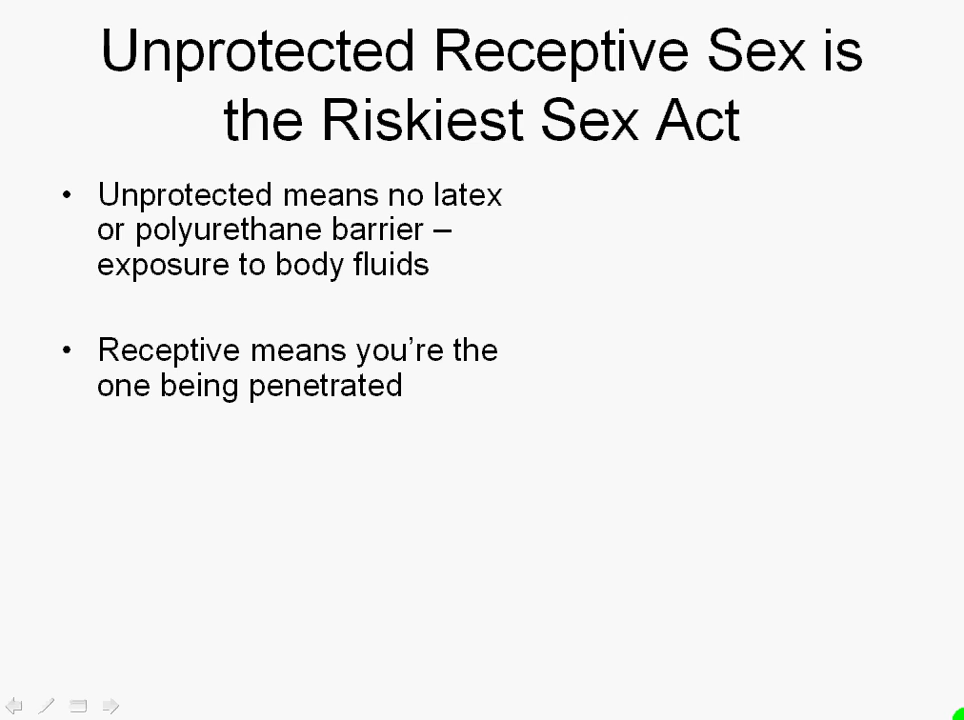 Unprotected Receptive Sex is
the Riskiest Sex Act
• Unprotected means no latex
or polyurethane barrier –
exposure to body fluids
• Receptive means you’re the
one being penetrated